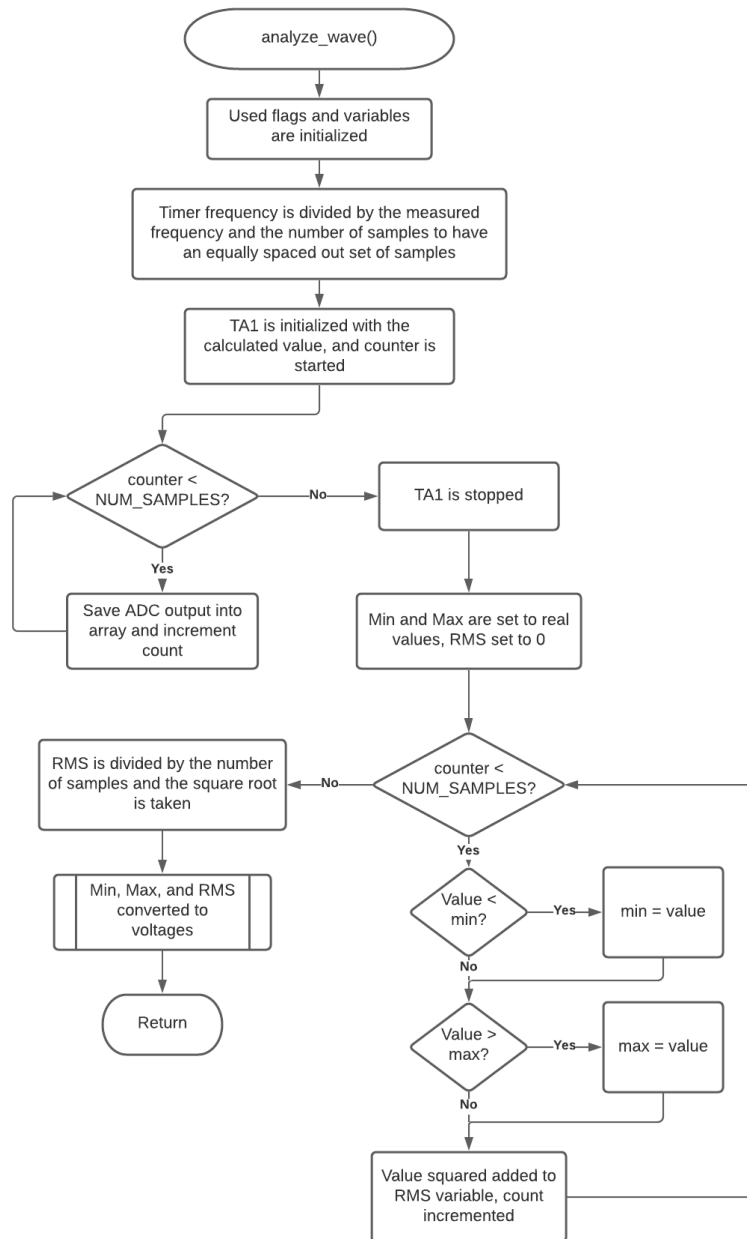 analyze_wave()
Used flags and variables
are initialized
Timer frequency is divided by the measured
frequency and the number of samples to have
an equally spaced out set of samples
TA1 is initialized with the
calculated value, and counter is
started
counter <
NUM_SAMPLES?
No
TA1 is stopped
Yes
Save ADC output into
array and increment
count
Min and Max are set to real
values, RMS set to 0
counter <
NUM_SAMPLES?
No
RMS is divided by the number
of samples and the square root
is taken
Min, Max, and RMS
converted to
voltages
Return
Yes
Value <
min?
Yes
min = value
No
Value >
max?
Yes
max = value
No
Value squared added to
RMS variable, count
incremented